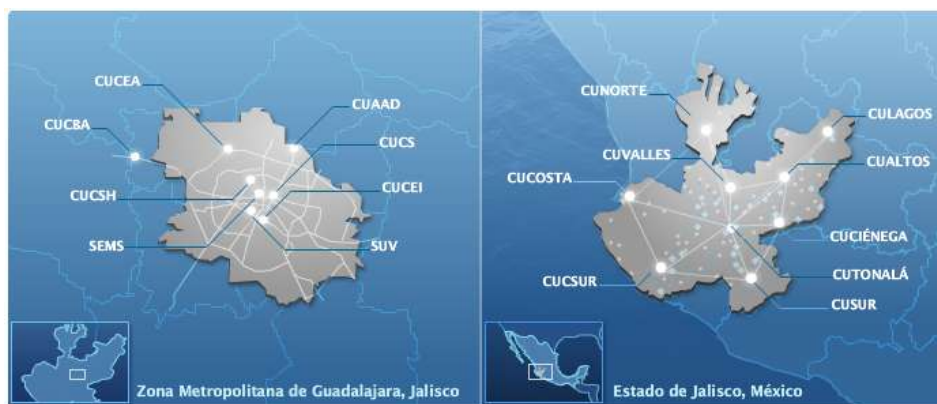 CUCEA
CUAAD
CUCBA
CUCS
CUCSH
CUCEI
SEMS
SUV
Zona Metropolitana de Guadalajara, Jalisco
CUNORTE
CULAGOS
CUVALLES
CUALTOS
CUCOSTA
CUCIÉNEGA
CUCSUR
CUTONALÁ
CUSUR
Estado de Jalisco, México